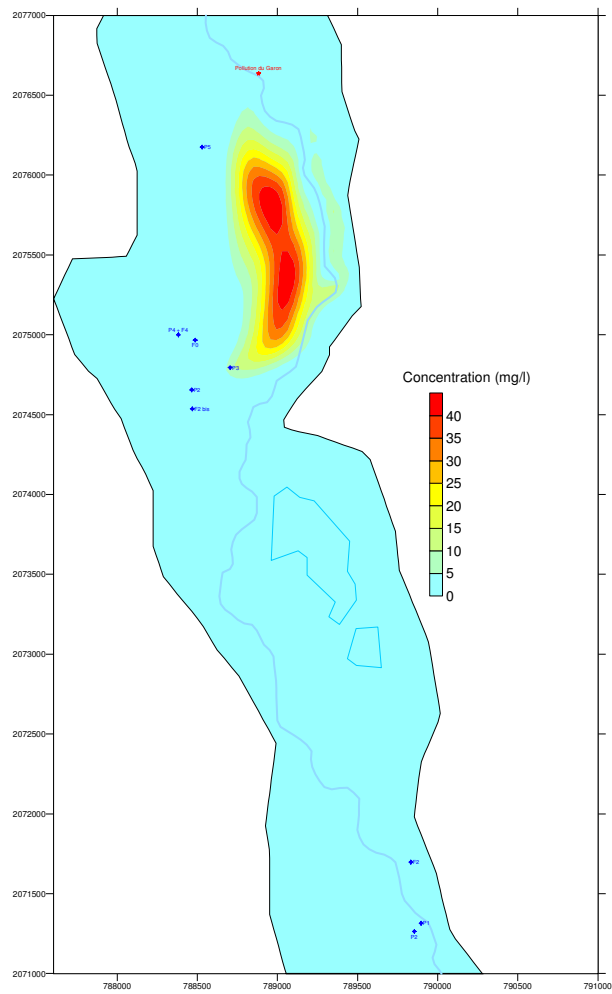 2077000
Pollution du Garon
2076500
P5
2076000
2075500
P4 + F4
2075000
F0
P3
Concentration (mg/l)
P2
40
F2 bis
2074500
35
30
25
2074000
20
15
10
2073500
5
0
2073000
2072500
2072000
F2
2071500
P1
P2
2071000
788000 788500 789000 789500 790000 790500 791000